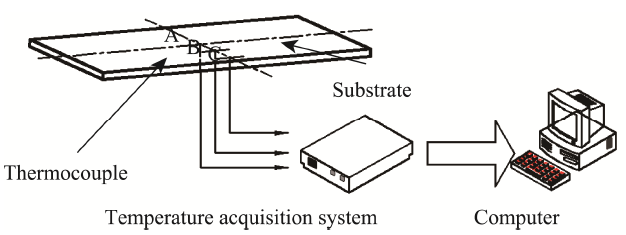 A
B
C
Substrate
Thermocouple
Temperature acquisition system
Computer